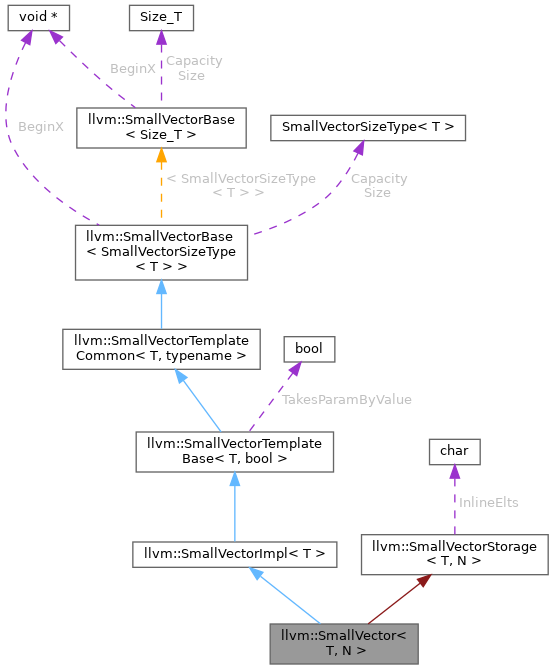 void *
Size_T
BeginX
Capacity
Size
llvm::SmallVectorBase
< Size_T >
SmallVectorSizeType< T >
BeginX
< SmallVectorSizeType
< T > >
Capacity
Size
llvm::SmallVectorBase
< SmallVectorSizeType
< T > >
llvm::SmallVectorTemplate
Common< T, typename >
bool
TakesParamByValue
llvm::SmallVectorTemplate
Base< T, bool >
char
InlineElts
llvm::SmallVectorImpl< T >
llvm::SmallVectorStorage
< T, N >
llvm::SmallVector<
T, N >